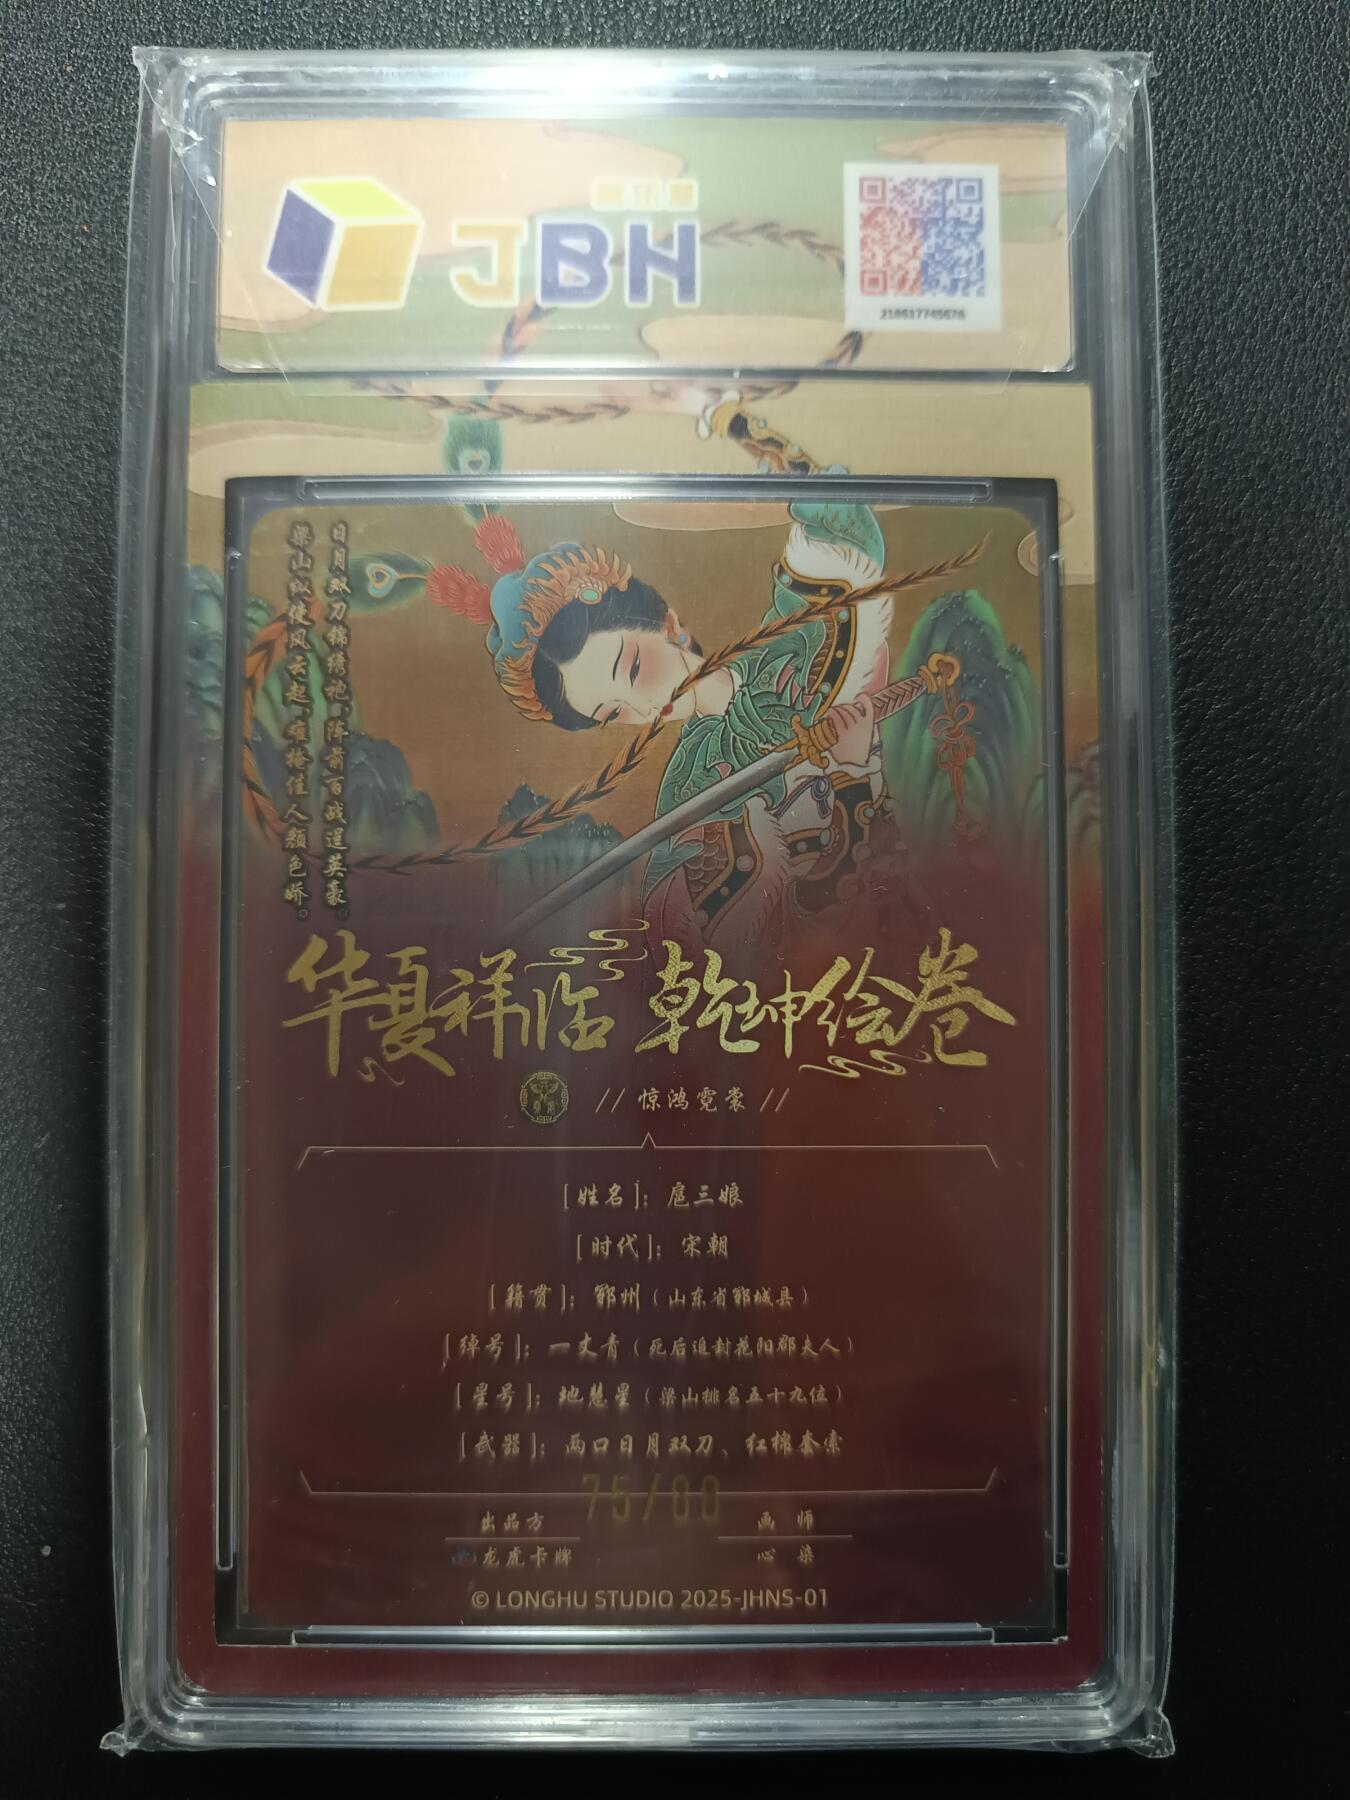 JBH
218617745676
日月双刀锦绣袍,阵前百战逞英豪。
梁山纵使风云起,难掩佳人颜色娇。
华夏祥临 乾坤绘卷
// 惊鸿霓裳 //
[姓名]:扈三娘
[时代]:宋朝
[籍贯]:郓州(山东省郓城县)
[绰号]:一丈青(死后追封花阳郡夫人)
[星号]:地慧星(梁山排名五十九位)
[武器]:两口日月双刀、红棉套索
75/88
出品方 画师
龙虎卡牌 心染
© LONGHU STUDIO 2025-JHNS-01